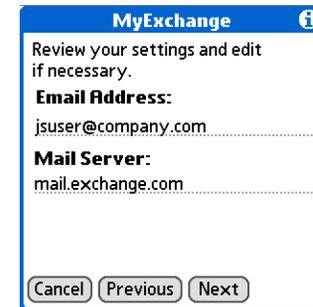 MyExchange
Review your settings and edit
if necessary.
Email Address:
jsuser@company.com
Mail Server:
mail.exchange.com
Cancel Previous Next